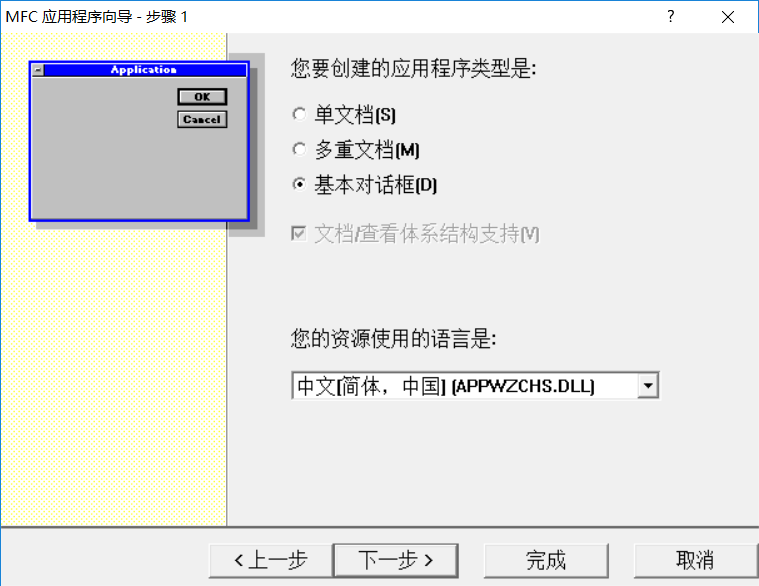 MFC 应用程序向导 - 步骤 1
?
Application
OK
Cancel
您要创建的应用程序类型是:
单文档(S)
多重文档(M)
基本对话框(D)
文档/查看体系结构支持(V)
您的资源使用的语言是:
中文[简体，中国] (APPWZCHS.DLL)
< 上一步
下一步 >
完成
取消